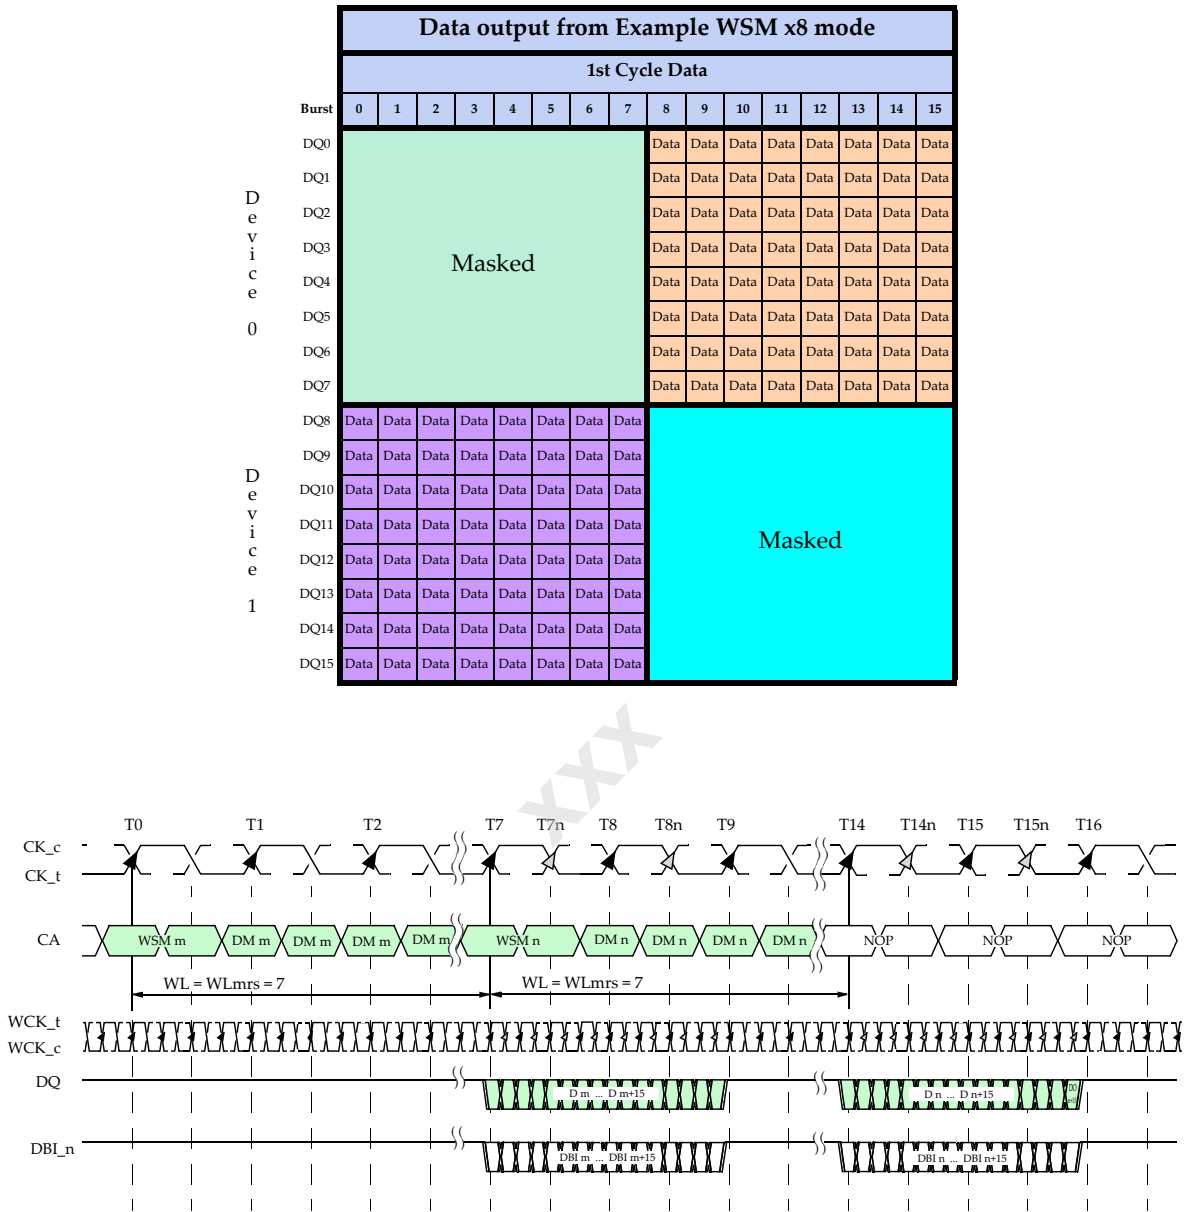 Data output from Example WSM x8 mode
1st Cycle Data
Burst 0 1 2 3 4 5 6 7 8 9 10 11 12 13 14 15
Device 0
DQ0 Data Data Data Data Data Data Data Data
DQ1 Data Data Data Data Data Data Data Data
DQ2 Data Data Data Data Data Data Data Data
DQ3 Data Data Data Data Data Data Data Data
Masked
DQ4 Data Data Data Data Data Data Data Data
DQ5 Data Data Data Data Data Data Data Data
DQ6 Data Data Data Data Data Data Data Data
DQ7 Data Data Data Data Data Data Data Data
Device 1
DQ8 Data Data Data Data Data Data Data Data
DQ9 Data Data Data Data Data Data Data Data
DQ10 Data Data Data Data Data Data Data Data
DQ11 Data Data Data Data Data Data Data Data
Masked
DQ12 Data Data Data Data Data Data Data Data
DQ13 Data Data Data Data Data Data Data Data
DQ14 Data Data Data Data Data Data Data Data
DQ15 Data Data Data Data Data Data Data Data
xxx
T0 T1 T2 T7 T7n T8 T8n T9 T14 T14n T15 T15n T16
CK_c
CK_t
CA WSM m DM m DM m DM m DM m WSM n DM n DM n DM n DM n NOP NOP NOP
WL = WLmrs = 7 WL = WLmrs = 7
WCK_t
WCK_c
DQ D m ... D m+15 D n ... D n+15
DBI_n DBI m ... DBI m+15 DBI n ... DBI n+15